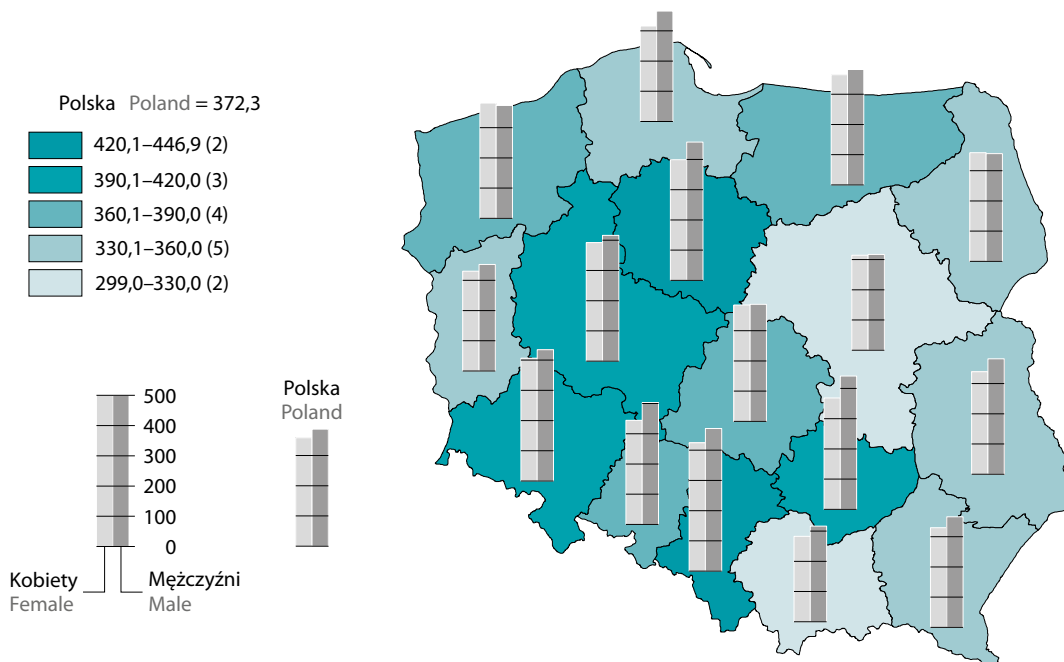 Polska Poland = 372,3
420,1–446,9 (2)
390,1–420,0 (3)
360,1–390,0 (4)
330,1–360,0 (5)
299,0–330,0 (2)
500
400
300
200
100
0
Kobiety
Female
Mężczyźni
Male
Polska
Poland